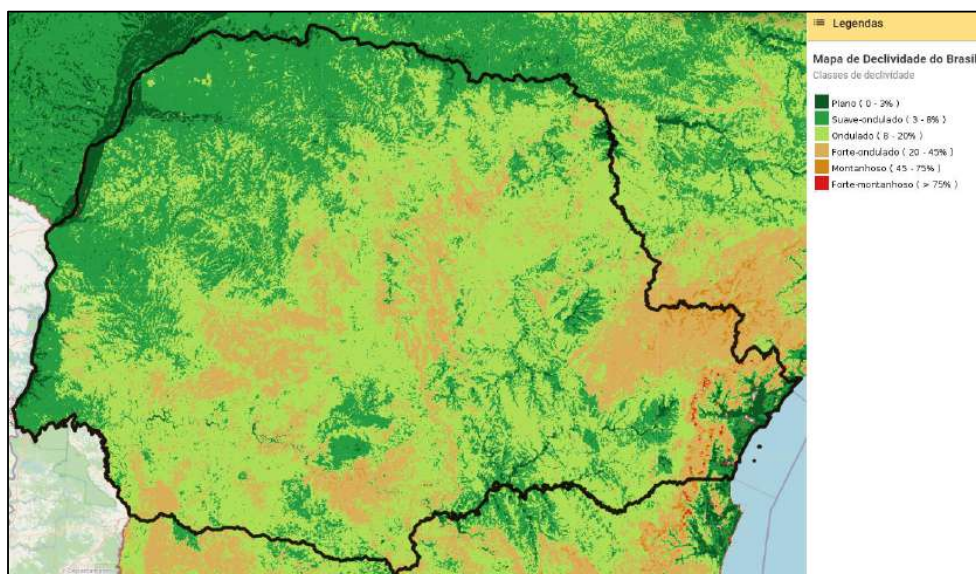 Legendas
Mapa de Declividade do Brasil
Classes de declividade
Plano ( 0 - 3% )
Suave-ondulado ( 3 - 8% )
Ondulado ( 8 - 20% )
Forte-ondulado ( 20 - 45% )
Montanhoso ( 45 - 75% )
Forte-montanhoso ( > 75% )